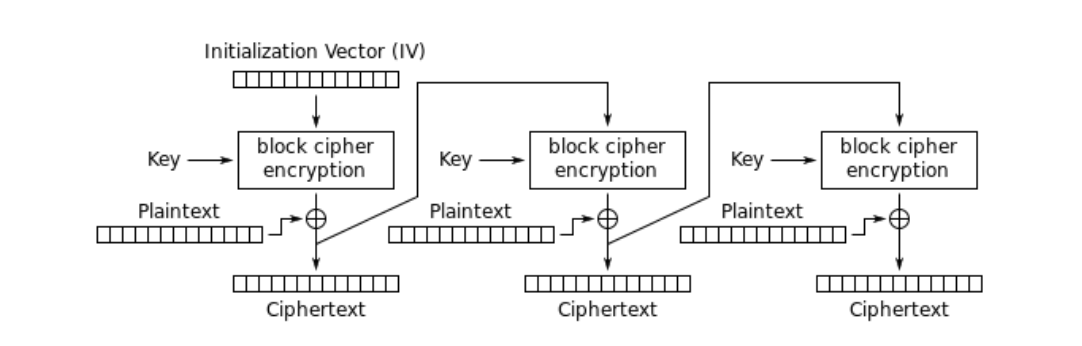 Initialization Vector (IV)
Key
block cipher
encryption
Plaintext
Ciphertext
Key
block cipher
encryption
Plaintext
Ciphertext
Key
block cipher
encryption
Plaintext
Ciphertext